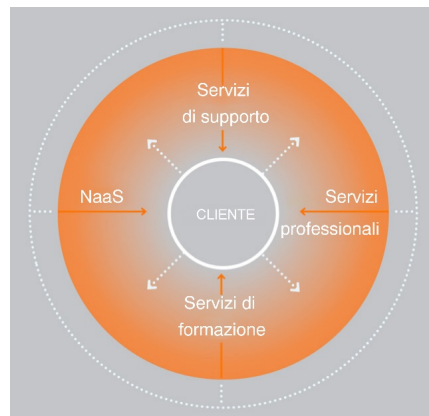 Servizi
di supporto
NaaS
CLIENTE
Servizi
professionali
Servizi di
formazione